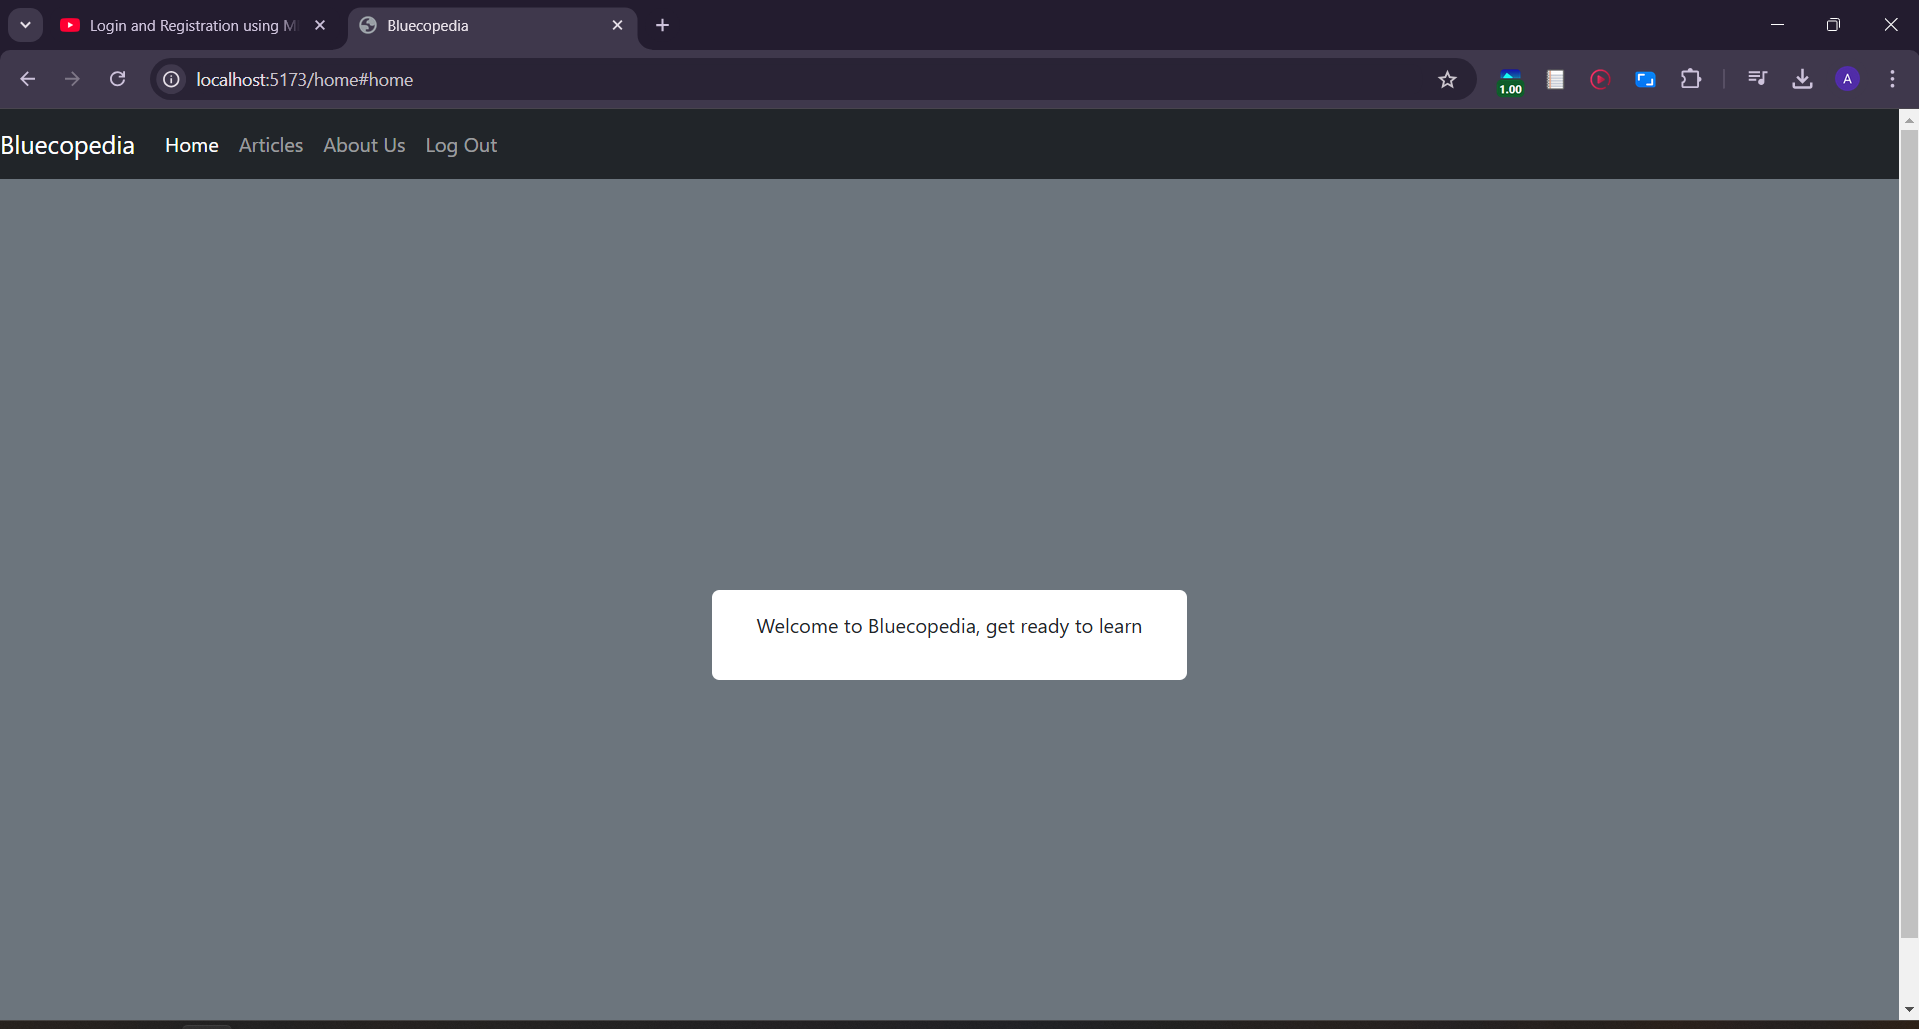 Login and Registration using M
Bluecopedia
localhost:5173/home#home
1.00
A
Bluecopedia Home Articles About Us Log Out
Welcome to Bluecopedia, get ready to learn